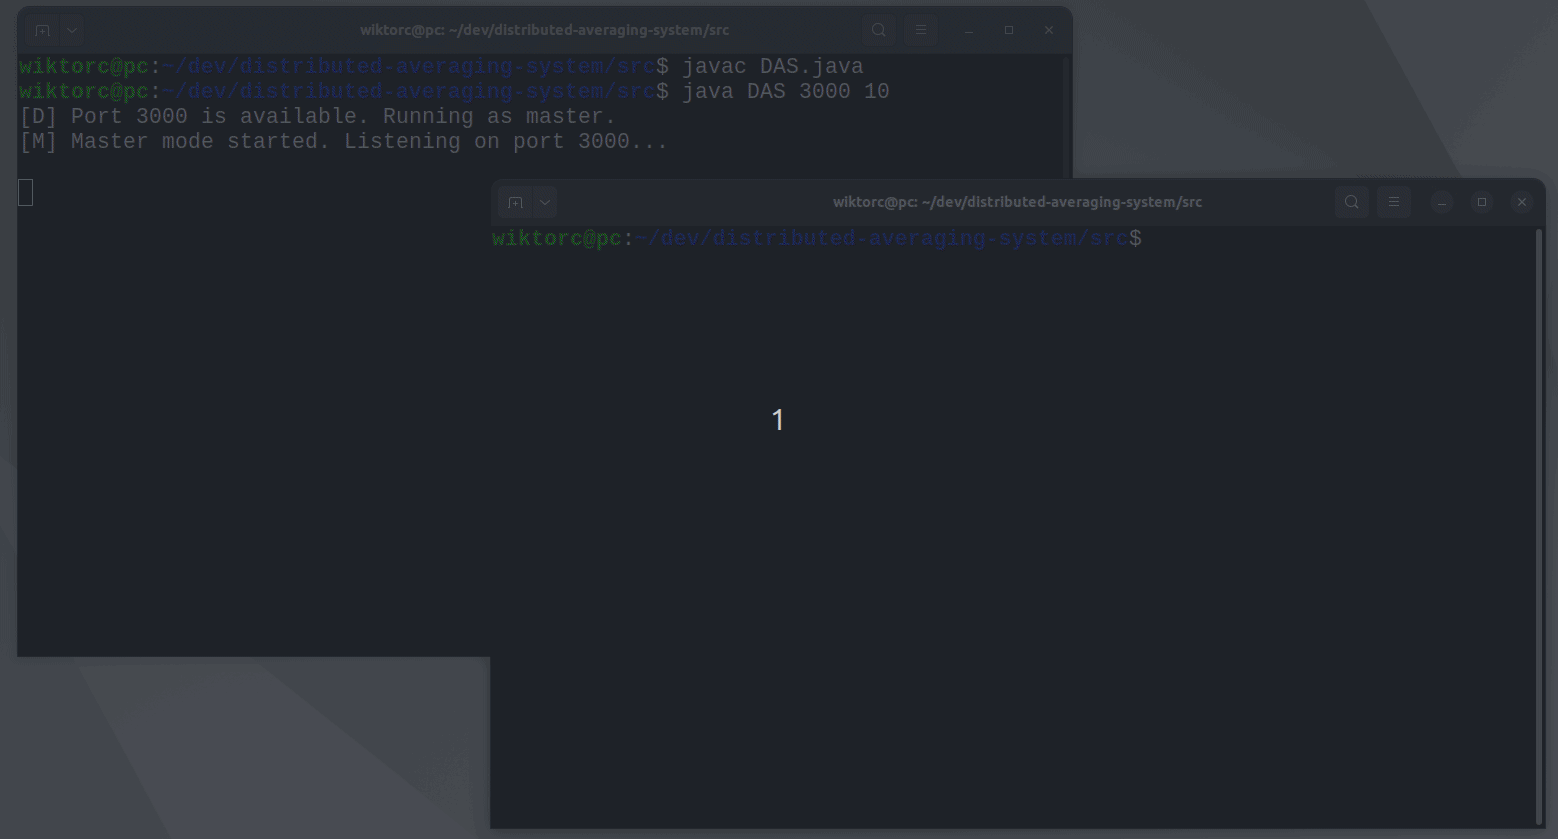 wiktorc@pc: ~/dev/distributed-averaging-system/src
wiktorc@pc:~/dev/distributed-averaging-system/src$ javac DAS.java
wiktorc@pc:~/dev/distributed-averaging-system/src$ java DAS 3000 10
[D] Port 3000 is available. Running as master.
[M] Master mode started. Listening on port 3000...
wiktorc@pc: ~/dev/distributed-averaging-system/src
wiktorc@pc:~/dev/distributed-averaging-system/src$
1